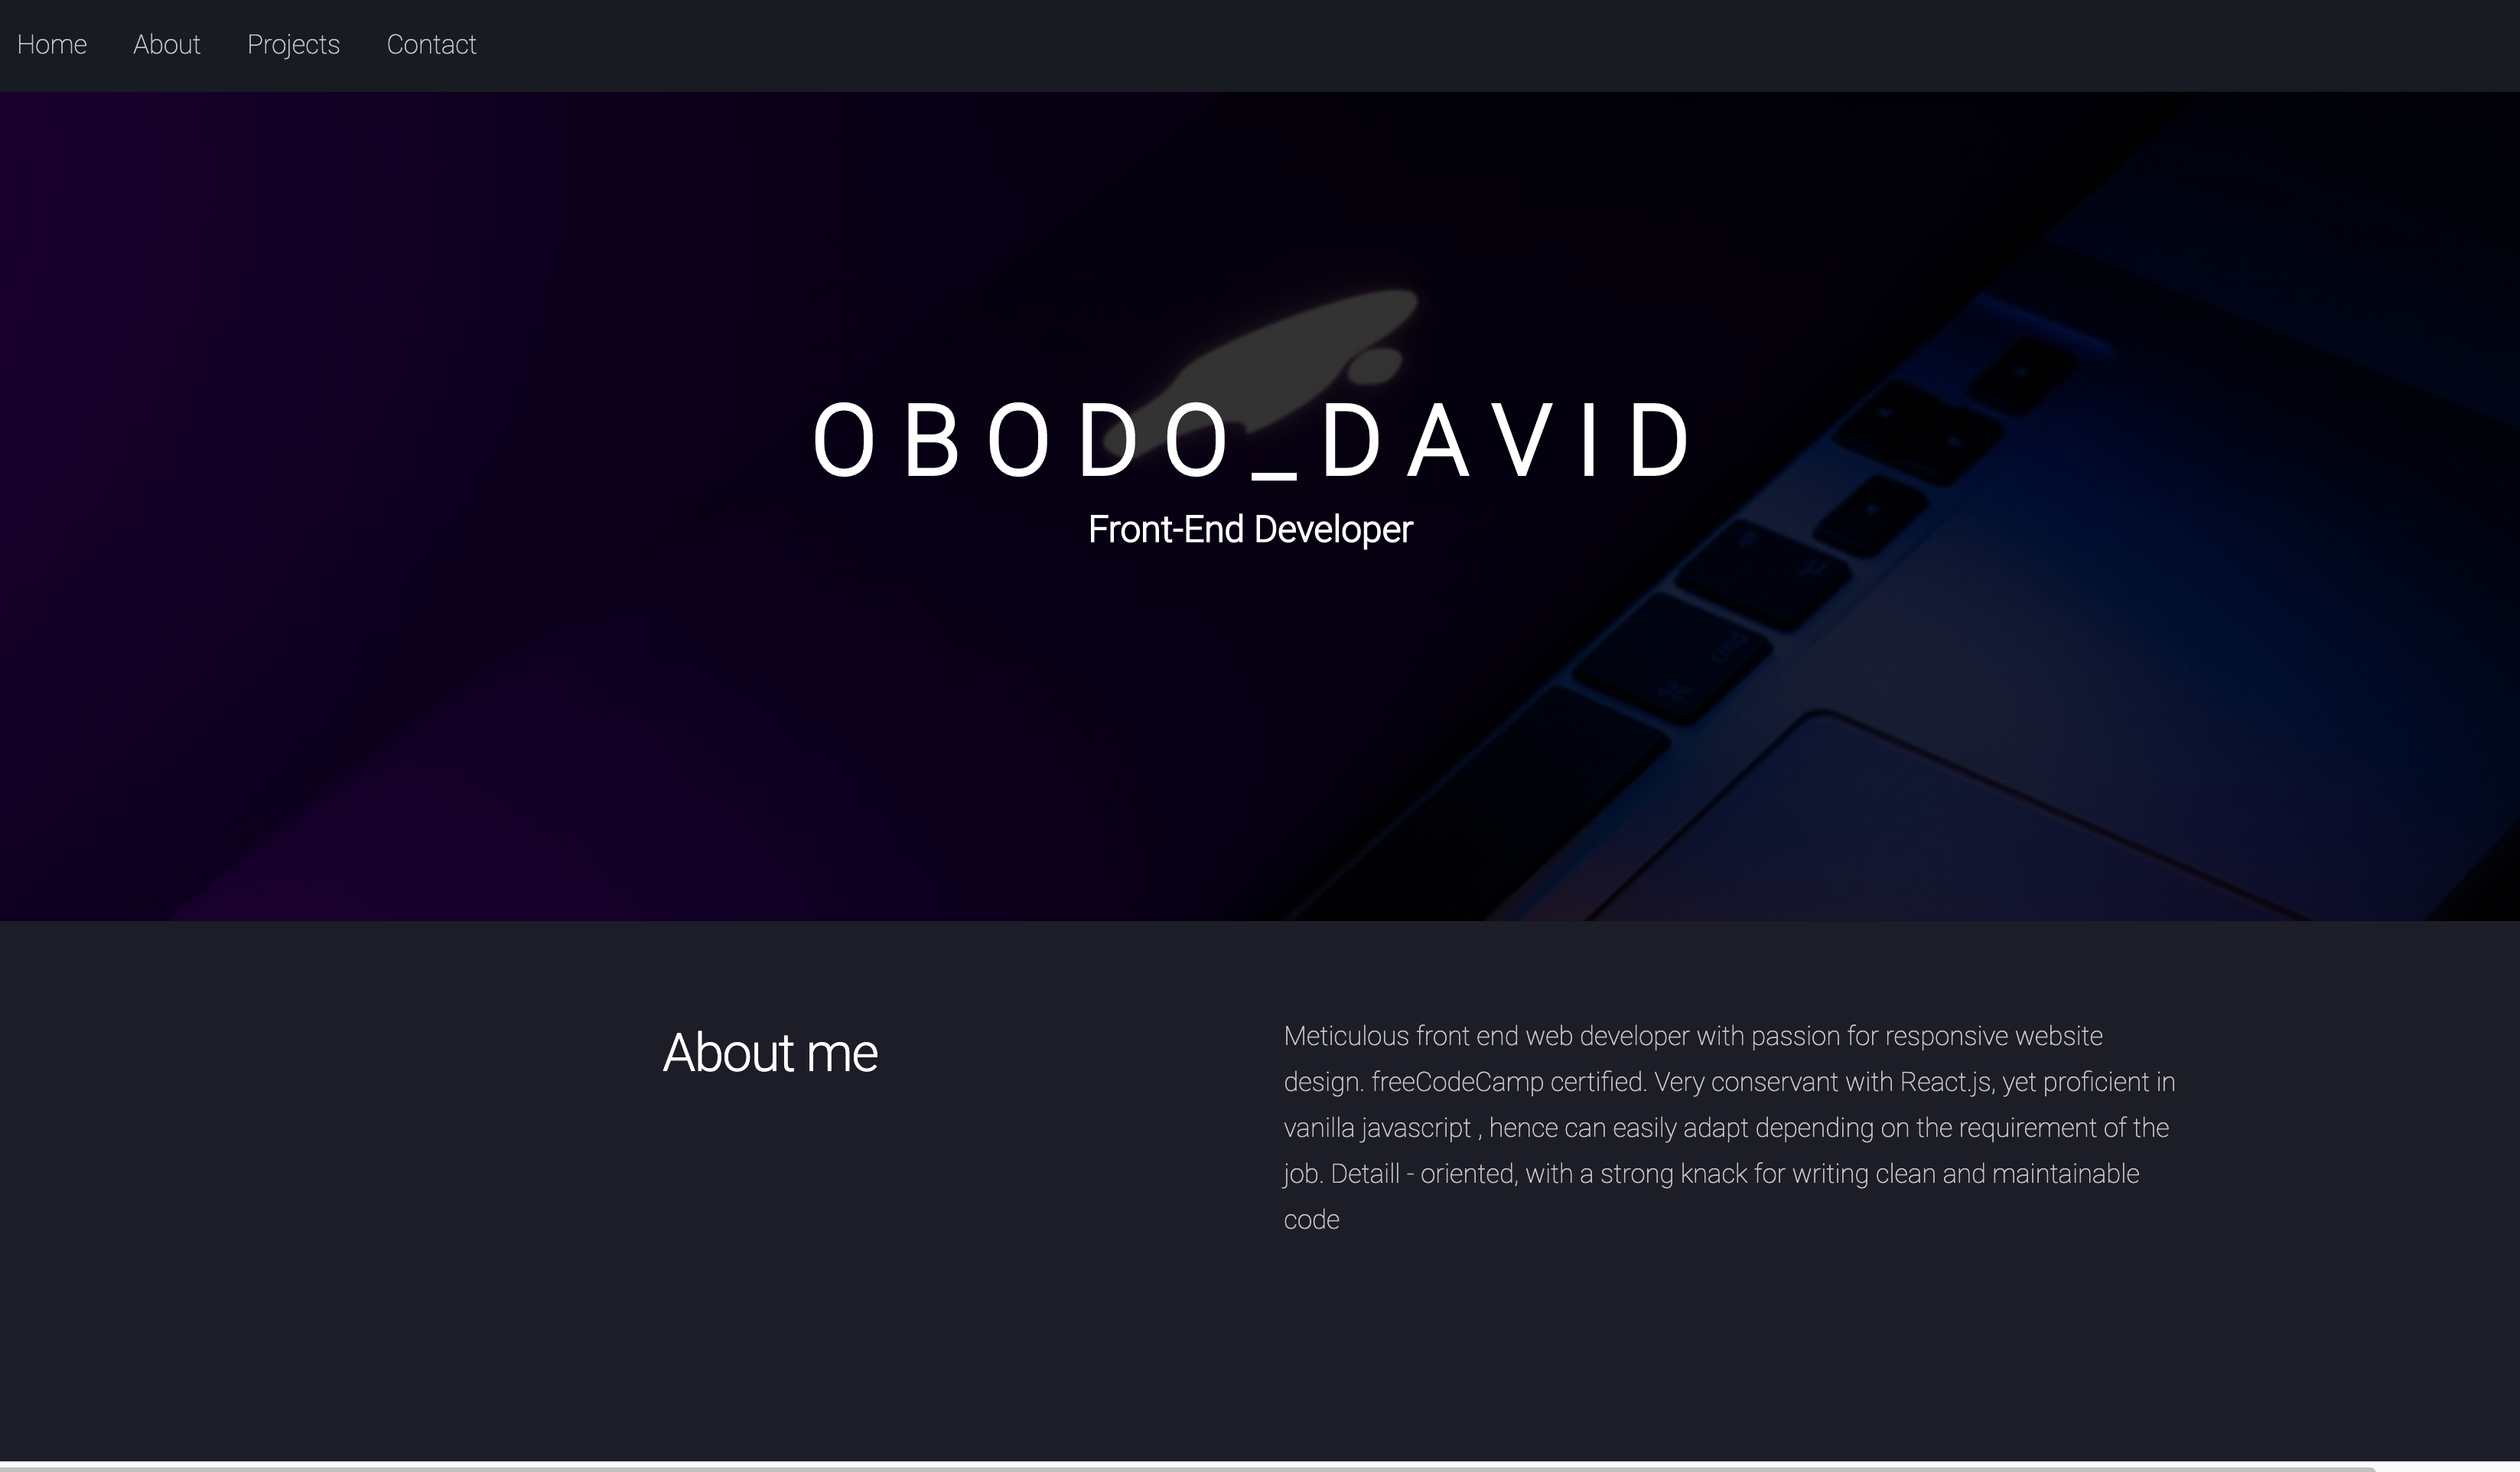 Home About Projects Contact
OBODO_DAVID
Front-End Developer
About me
Meticulous front end web developer with passion for responsive website
design. freeCodeCamp certified. Very conservant with React.js, yet proficient in
vanilla javascript , hence can easily adapt depending on the requirement of the
job. Detaill - oriented, with a strong knack for writing clean and maintainable
code